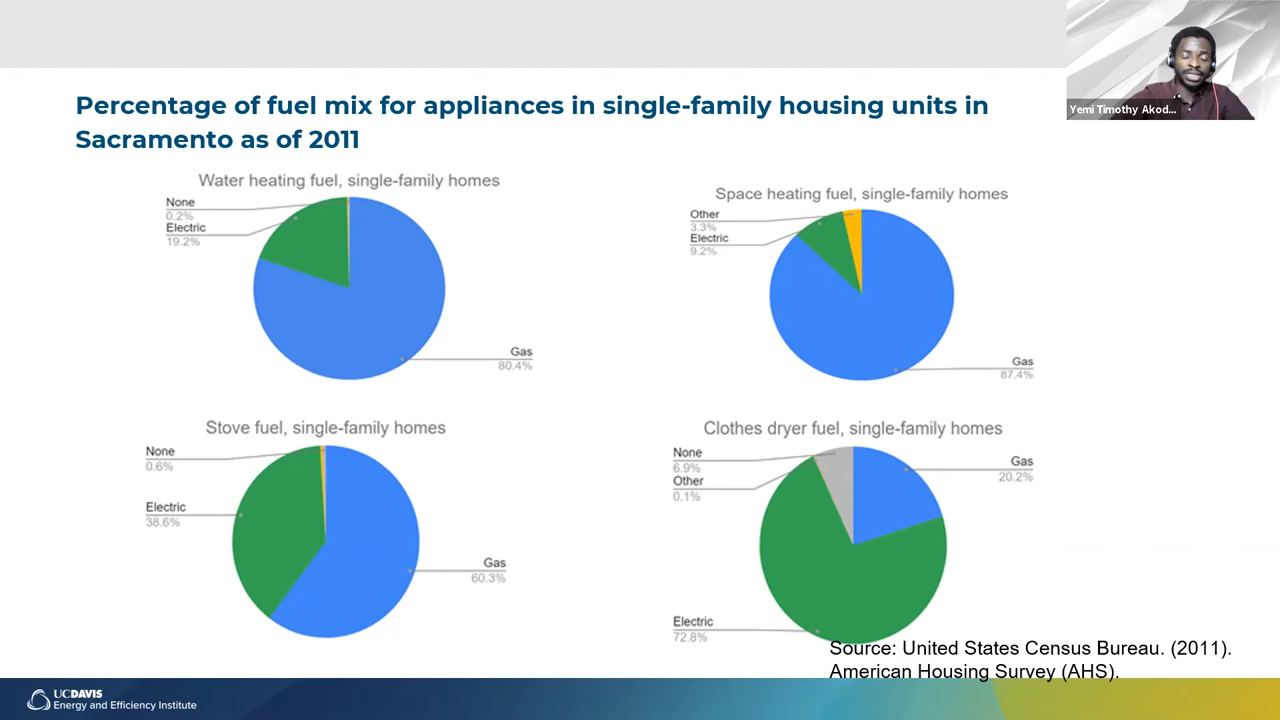 Yemi Timothy Akod...
Percentage of fuel mix for appliances in single-family housing units in
Sacramento as of 2011
Water heating fuel, single-family homes
None
0.2%
Electric
19.2%
Gas
80.4%
Space heating fuel, single-family homes
Other
3.3%
Electric
9.2%
Gas
87.4%
Stove fuel, single-family homes
None
0.6%
Electric
38.6%
Gas
60.3%
Clothes dryer fuel, single-family homes
None
6.9%
Other
0.1%
Gas
20.2%
Electric
72.8%
Source: United States Census Bureau. (2011).
American Housing Survey (AHS).
UCDAVIS
Energy and Efficiency Institute